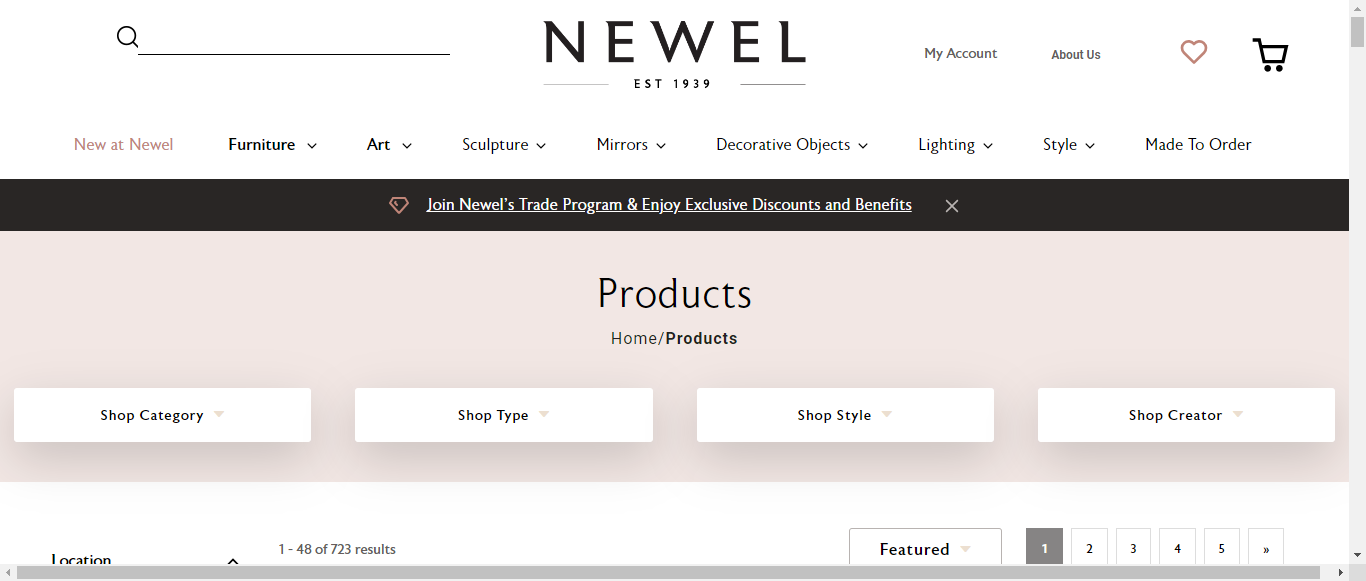 NEWEL
EST 1939
My Account
About Us
New at Newel
Furniture
Art
Sculpture
Mirrors
Decorative Objects
Lighting
Style
Made To Order
Join Newel's Trade Program & Enjoy Exclusive Discounts and Benefits
Products
Home/Products
Shop Category
Shop Type
Shop Style
Shop Creator
Location
1 - 48 of 723 results
Featured
1
2
3
4
5
»